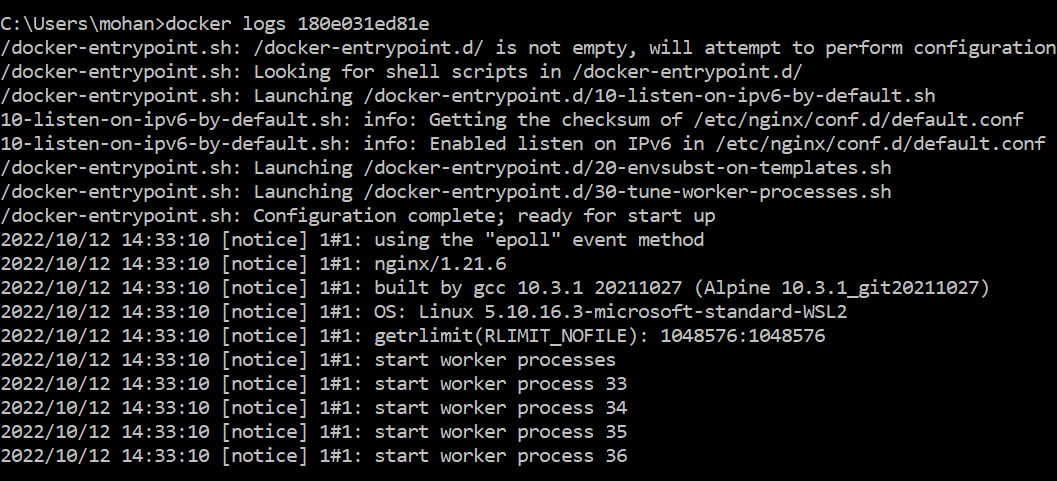 C:\Users\mohan>docker logs 180e031ed81e
/docker-entrypoint.sh: /docker-entrypoint.d/ is not empty, will attempt to perform configuration
/docker-entrypoint.sh: Looking for shell scripts in /docker-entrypoint.d/
/docker-entrypoint.sh: Launching /docker-entrypoint.d/10-listen-on-ipv6-by-default.sh
10-listen-on-ipv6-by-default.sh: info: Getting the checksum of /etc/nginx/conf.d/default.conf
10-listen-on-ipv6-by-default.sh: info: Enabled listen on IPv6 in /etc/nginx/conf.d/default.conf
/docker-entrypoint.sh: Launching /docker-entrypoint.d/20-envsubst-on-templates.sh
/docker-entrypoint.sh: Launching /docker-entrypoint.d/30-tune-worker-processes.sh
/docker-entrypoint.sh: Configuration complete; ready for start up
2022/10/12 14:33:10 [notice] 1#1: using the "epoll" event method
2022/10/12 14:33:10 [notice] 1#1: nginx/1.21.6
2022/10/12 14:33:10 [notice] 1#1: built by gcc 10.3.1 20211027 (Alpine 10.3.1_git20211027)
2022/10/12 14:33:10 [notice] 1#1: OS: Linux 5.10.16.3-microsoft-standard-WSL2
2022/10/12 14:33:10 [notice] 1#1: getrlimit(RLIMIT_NOFILE): 1048576:1048576
2022/10/12 14:33:10 [notice] 1#1: start worker processes
2022/10/12 14:33:10 [notice] 1#1: start worker process 33
2022/10/12 14:33:10 [notice] 1#1: start worker process 34
2022/10/12 14:33:10 [notice] 1#1: start worker process 35
2022/10/12 14:33:10 [notice] 1#1: start worker process 36